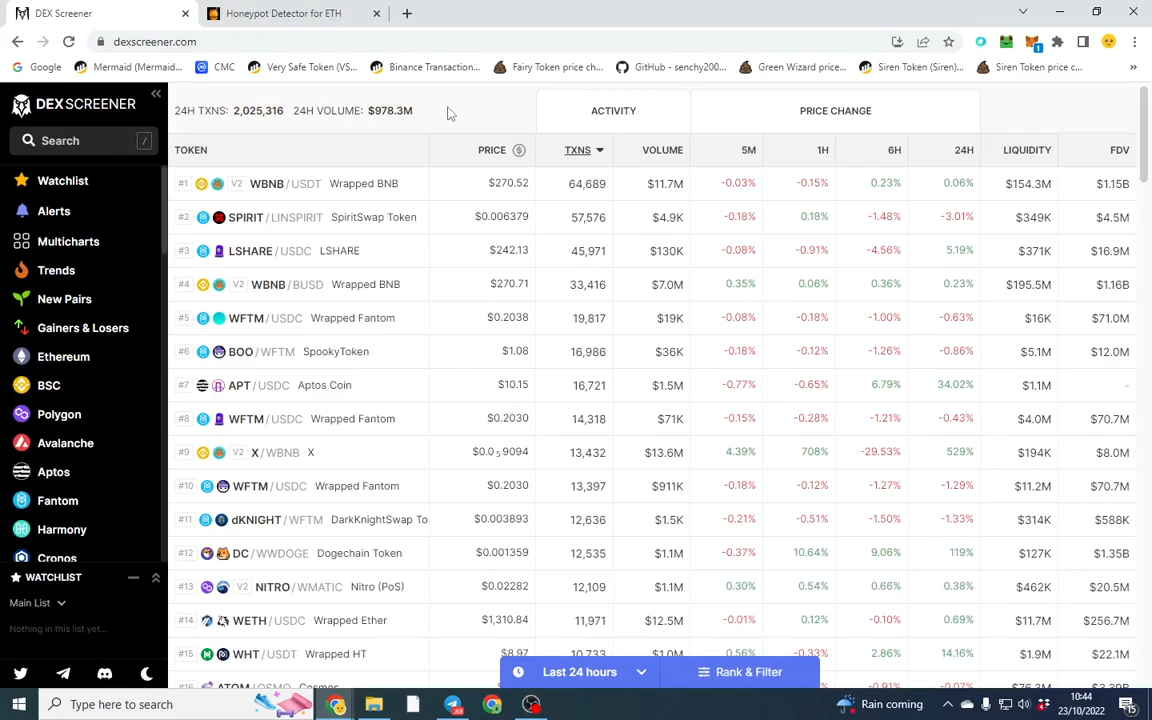 DEX Screener
Honeypot Detector for ETH
dexscreener.com
1
Google
Mermaid (Mermaid...
CMC
Very Safe Token (VS...
Binance Transaction...
Fairy Token price ch...
GitHub - senchy200...
Green Wizard price...
Siren Token (Siren)...
Siren Token price c...
DEX SCREENER
Search
/
Watchlist
Alerts
Multicharts
Trends
New Pairs
Gainers & Losers
Ethereum
BSC
Polygon
Avalanche
Aptos
Fantom
Harmony
Cronos
WATCHLIST
Main List
Nothing in this list yet...
24H TXNS: 2,025,316 24H VOLUME: $978.3M
ACTIVITY
PRICE CHANGE
TOKEN PRICE TXNS VOLUME 5M 1H 6H 24H LIQUIDITY FDV
#1 V2 WBNB/USDT Wrapped BNB $270.52 64,689 $11.7M -0.03% -0.15% 0.23% 0.06% $154.3M $1.15B
#2 SPIRIT/LINSPIRIT SpiritSwap Token $0.006379 57,576 $4.9K -0.18% 0.18% -1.48% -3.01% $349K $4.5M
#3 LSHARE/USDC LSHARE $242.13 45,971 $130K -0.08% -0.91% -4.56% 5.19% $371K $16.9M
#4 V2 WBNB/BUSD Wrapped BNB $270.71 33,416 $7.0M 0.35% 0.06% 0.36% 0.23% $195.5M $1.16B
#5 WFTM/USDC Wrapped Fantom $0.2038 19,817 $19K -0.08% -0.18% -1.00% -0.63% $16K $71.0M
#6 BOO/WFTM SpookyToken $1.08 16,986 $36K -0.18% -0.12% -1.26% -0.86% $5.1M $12.0M
#7 APT/USDC Aptos Coin $10.15 16,721 $1.5M -0.77% -0.65% 6.79% 34.02% $1.1M -
#8 WFTM/USDC Wrapped Fantom $0.2030 14,318 $71K -0.15% -0.28% -1.21% -0.43% $4.0M $70.7M
#9 V2 X/WBNB X $0.0₅9094 13,432 $13.6M 4.39% 708% -29.53% 529% $194K $8.0M
#10 WFTM/USDC Wrapped Fantom $0.2030 13,397 $911K -0.18% -0.12% -1.27% -1.29% $11.2M $70.7M
#11 dKNIGHT/WFTM DarkKnightSwap To $0.003893 12,636 $1.5K -0.21% -0.51% -1.50% -1.33% $314K $588K
#12 DC/WWDOGE Dogechain Token $0.001359 12,535 $1.1M -0.37% 10.64% 9.06% 119% $127K $1.35B
#13 V2 NITRO/WMATIC Nitro (PoS) $0.02282 12,109 $1.1M 0.30% 0.54% 0.66% 0.38% $462K $20.5M
#14 WETH/USDC Wrapped Ether $1,310.84 11,971 $12.5M -0.01% 0.12% -0.10% 0.69% $11.7M $256.7M
#15 WHT/USDT Wrapped HT $8.97 10,733 $1.0M 0.56% -0.33% 2.86% 14.16% $1.9M $22.1M
Last 24 hours
Rank & Filter
Type here to search
Rain coming
10:44
23/10/2022
15